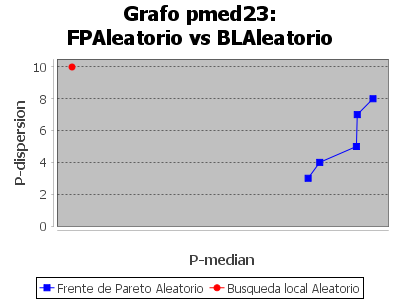 Grafo pmed23:
FPAleatorio vs BLAleatorio
10
8
6
4
2
0
P-dispersion
P-median
Frente de Pareto Aleatorio Busqueda local Aleatorio